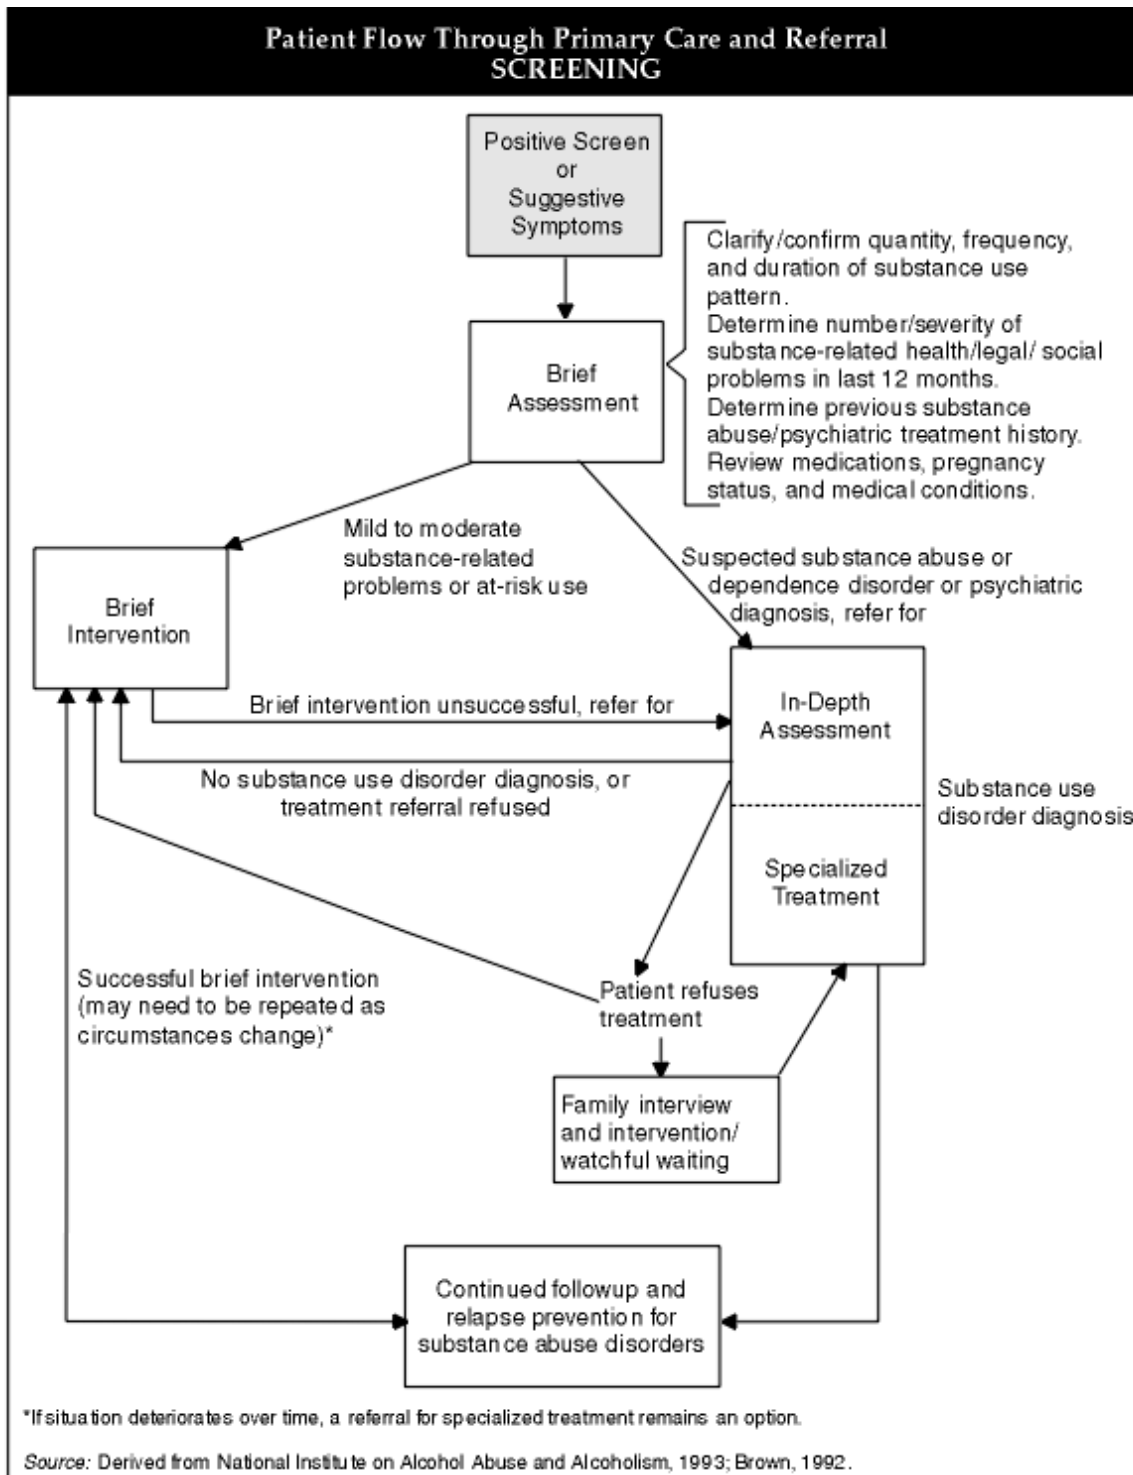 Patient Flow Through Primary Care and Referral
SCREENING
Positive Screen
or
Suggestive
Symptoms
Clarify/confirm quantity, frequency,
and duration of substance use
pattern.
Determine number/severity of
substance-related health/legal/ social
problems in last 12 months.
Determine previous substance
abuse/psychiatric treatment history.
Review medications, pregnancy
status, and medical conditions.
Brief
Assessment
Mild to moderate
substance-related
problems or at-risk use
Suspected substance abuse or
dependence disorder or psychiatric
diagnosis, refer for
Brief
Intervention
In-Depth
Assessment
Brief intervention unsuccessful, refer for
No substance use disorder diagnosis, or
treatment referral refused
Substance use
disorder diagnosis
Specialized
Treatment
Successful brief intervention
(may need to be repeated as
circumstances change)*
Patient refuses
treatment
Family interview
and intervention/
watchful waiting
Continued followup and
relapse prevention for
substance abuse disorders
*If situation deteriorates over time, a referral for specialized treatment remains an option.
Source: Derived from National Institute on Alcohol Abuse and Alcoholism, 1993; Brown, 1992.